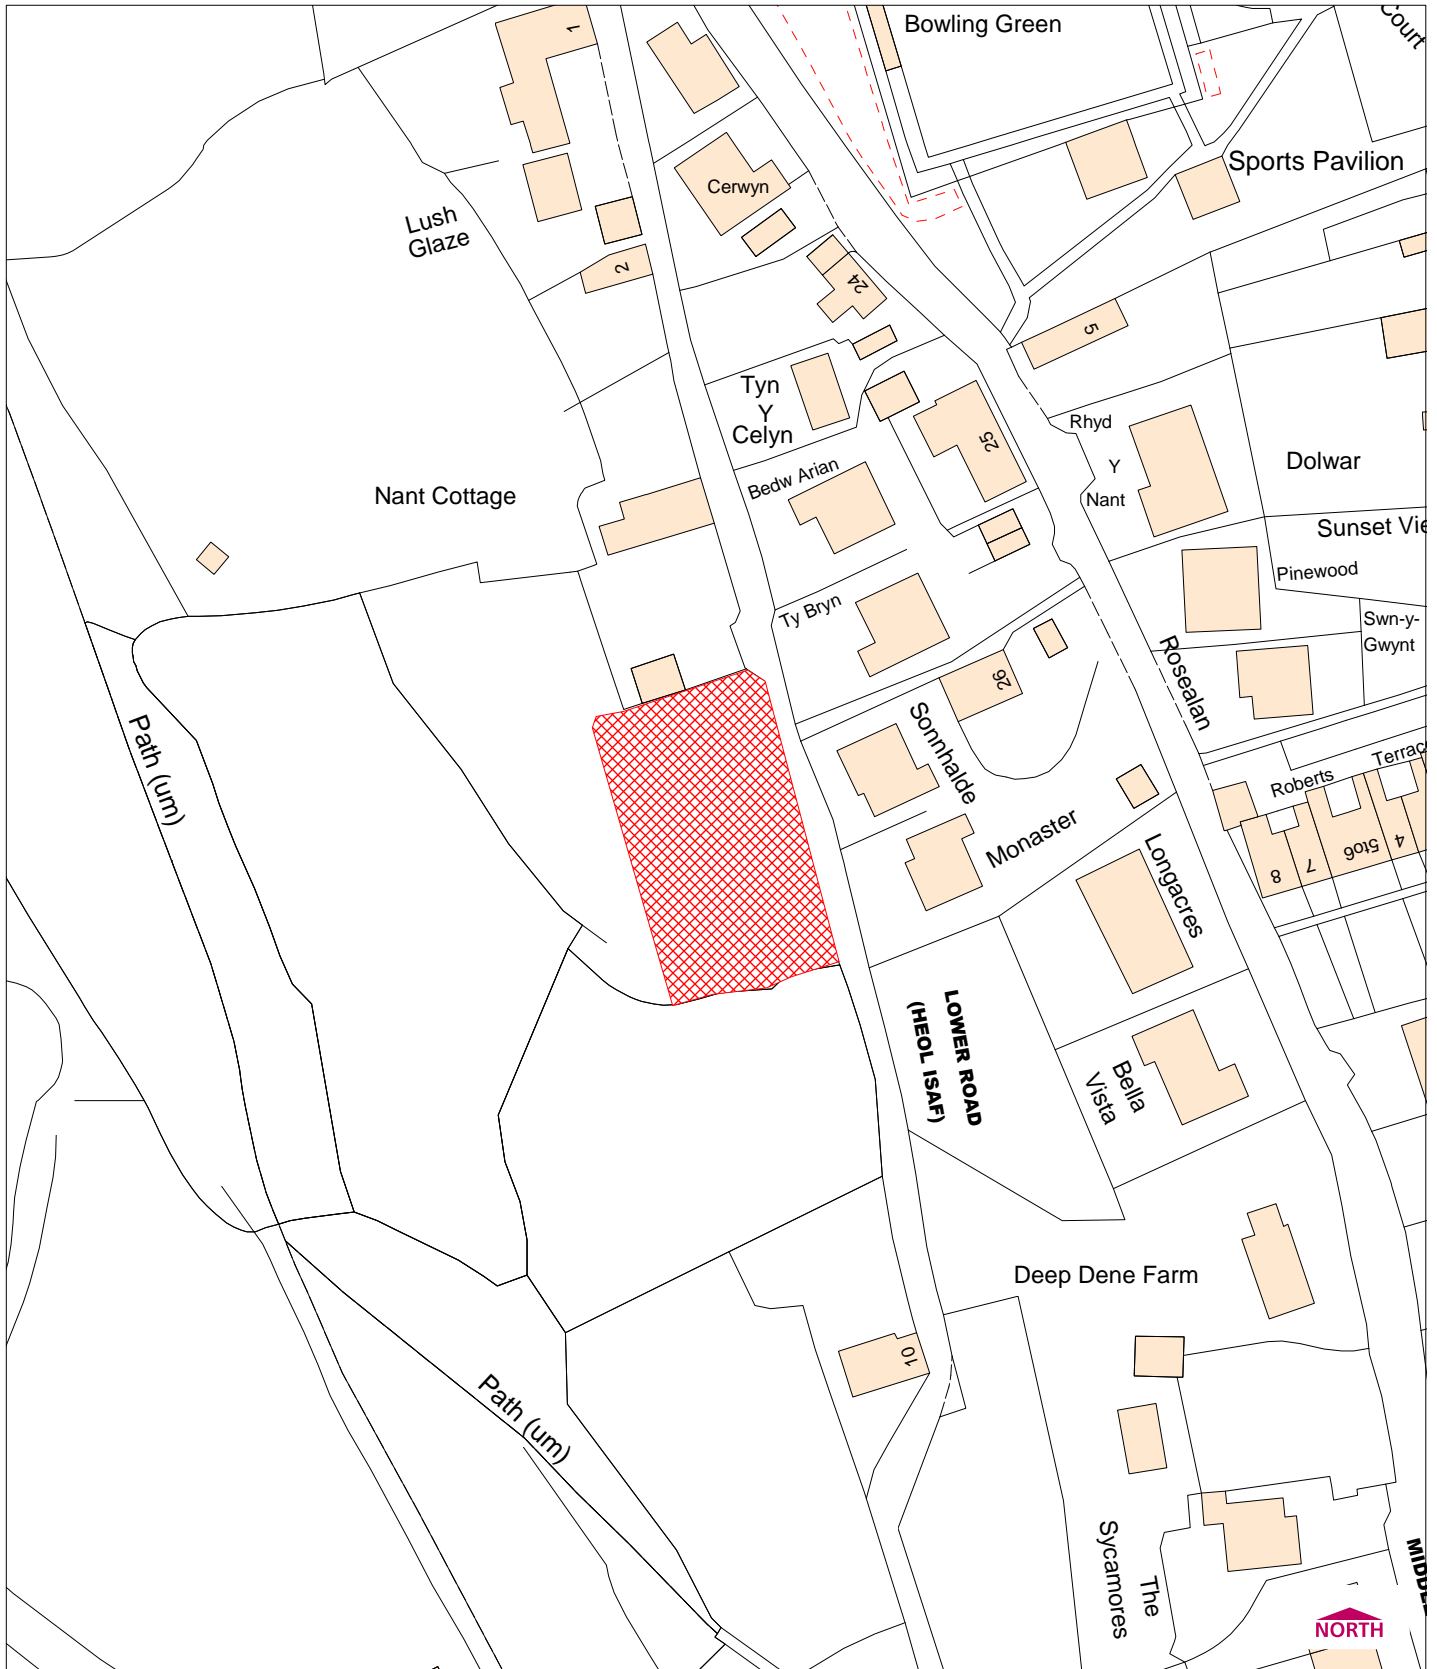 Bowling Green
Court
1
Sports Pavilion
Cerwyn
Lush
Glaze
2
24
5
Tyn
Y
Celyn
Rhyd
Y
Nant
25
Dolwar
Bedw Arian
Nant Cottage
Sunset Vie
Pinewood
Ty Bryn
Swn-y-
Gwynt
Rosealan
26
Sonnhalde
Path (um)
Terrac
Roberts
Monaster
Longacres
8
7
5to6
4
LOWER ROAD
(HEOL ISAF)
Bella
Vista
Deep Dene Farm
10
Path (um)
The
Sycamores
MIDDL
NORTH